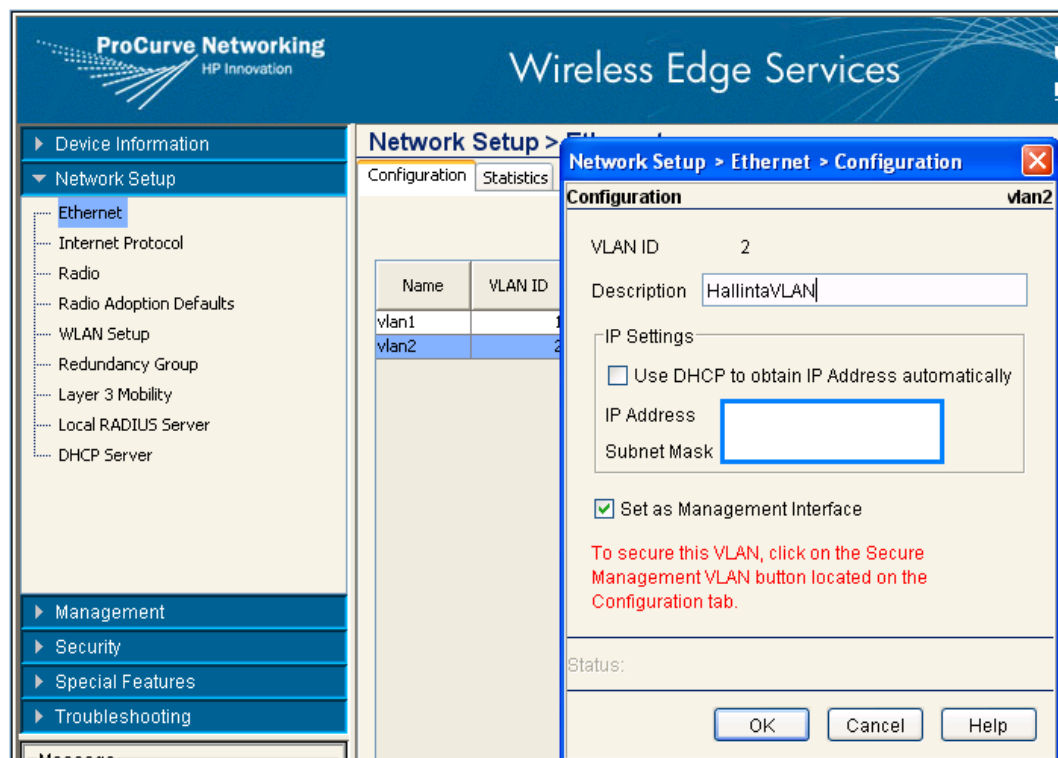 ProCurve Networking
HP Innovation
Wireless Edge Services
Device Information
Network Setup
Ethernet
Internet Protocol
Radio
Radio Adoption Defaults
WLAN Setup
Redundancy Group
Layer 3 Mobility
Local RADIUS Server
DHCP Server
Management
Security
Special Features
Troubleshooting
Message
Network Setup > Ethernet
Configuration Statistics
Name VLAN ID
vlan1 1
vlan2 2
Network Setup > Ethernet > Configuration
Configuration vlan2
VLAN ID 2
Description HallintaVLAN
IP Settings
Use DHCP to obtain IP Address automatically
IP Address
Subnet Mask
Set as Management Interface
To secure this VLAN, click on the Secure
Management VLAN button located on the
Configuration tab.
Status:
OK Cancel Help